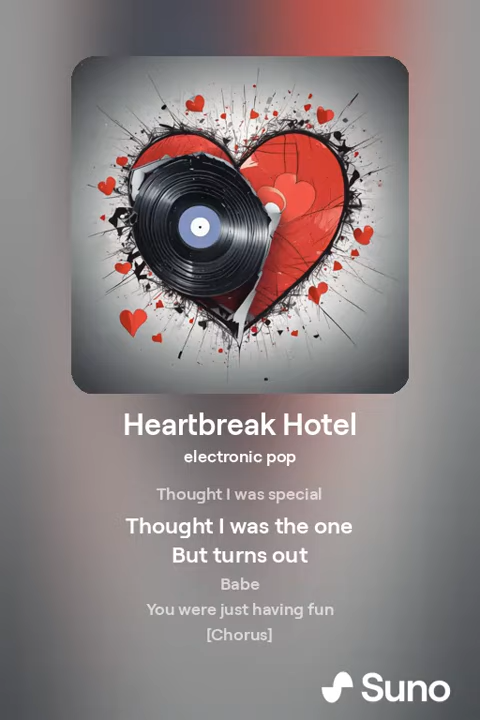 Heartbreak Hotel
electronic pop
Thought I was special
Thought I was the one
But turns out
Babe
You were just having fun
[Chorus]
Suno